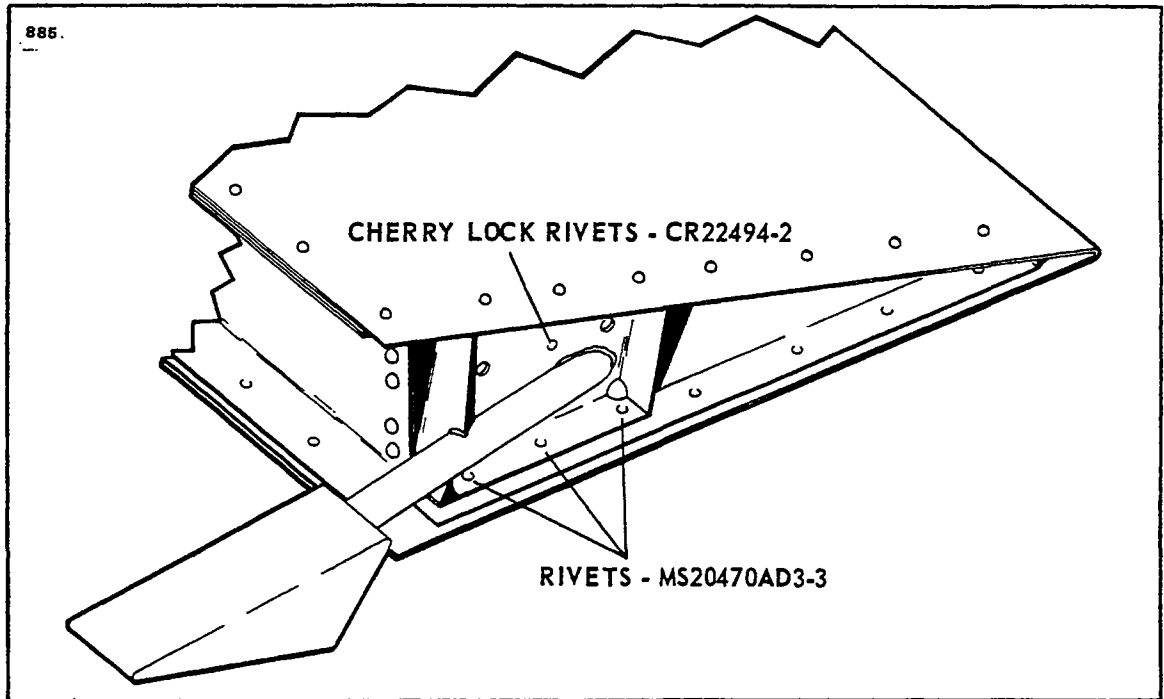 885.
CHERRY LOCK RIVETS - CR22494-2
RIVETS - MS20470AD3-3